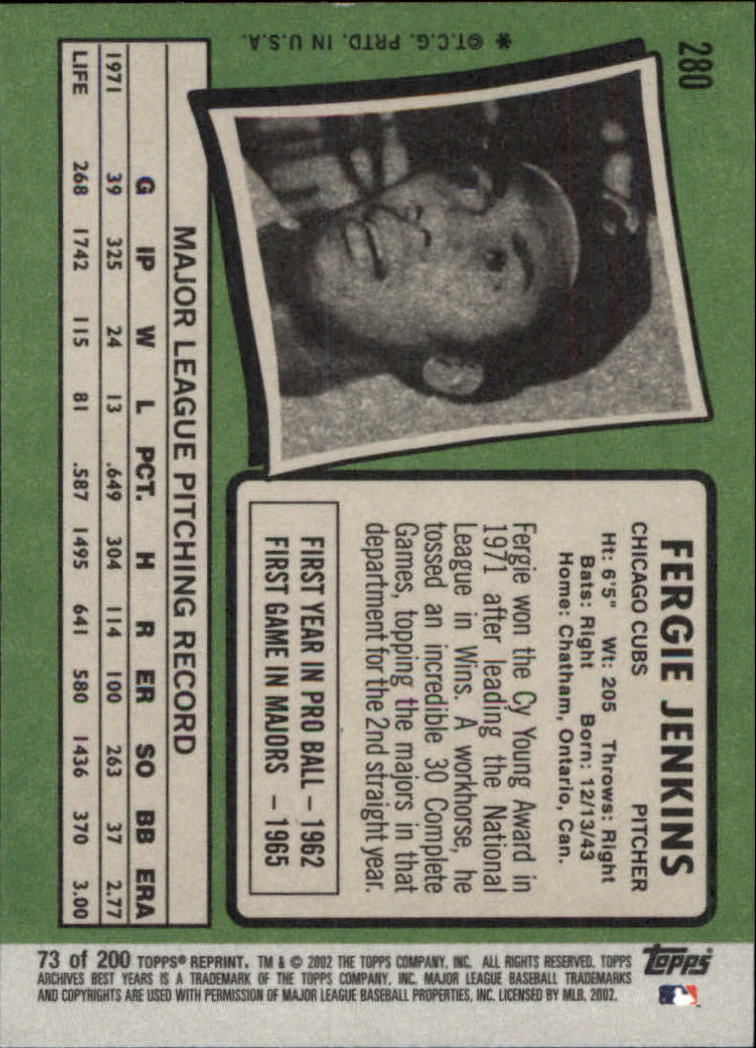 280
©T.C.G. PRTD. IN U.S.A.
FERGIE JENKINS
CHICAGO CUBS PITCHER
Ht: 6'5" Wt: 205 Throws: Right
Bats: Right Born: 12/13/43
Home: Chatham, Ontario, Can.
Fergie won the Cy Young Award in
1971 after leading the National
League in Wins. A workhorse, he
tossed an incredible 30 Complete
Games, topping the majors in that
department for the 2nd straight year.
FIRST YEAR IN PRO BALL – 1962
FIRST GAME IN MAJORS – 1965
MAJOR LEAGUE PITCHING RECORD
G IP W L PCT. H R ER SO BB ERA
1971 39 325 24 13 .649 304 114 100 263 37 2.77
LIFE 268 1742 115 81 .587 1495 641 580 1436 370 3.00
73 of 200 TOPPS® REPRINT. TM & © 2002 THE TOPPS COMPANY, INC. ALL RIGHTS RESERVED. TOPPS
ARCHIVES BEST YEARS IS A TRADEMARK OF THE TOPPS COMPANY, INC. MAJOR LEAGUE BASEBALL TRADEMARKS
AND COPYRIGHTS ARE USED WITH PERMISSION OF MAJOR LEAGUE BASEBALL PROPERTIES, INC. LICENSED BY MLB. 2002.
Topps